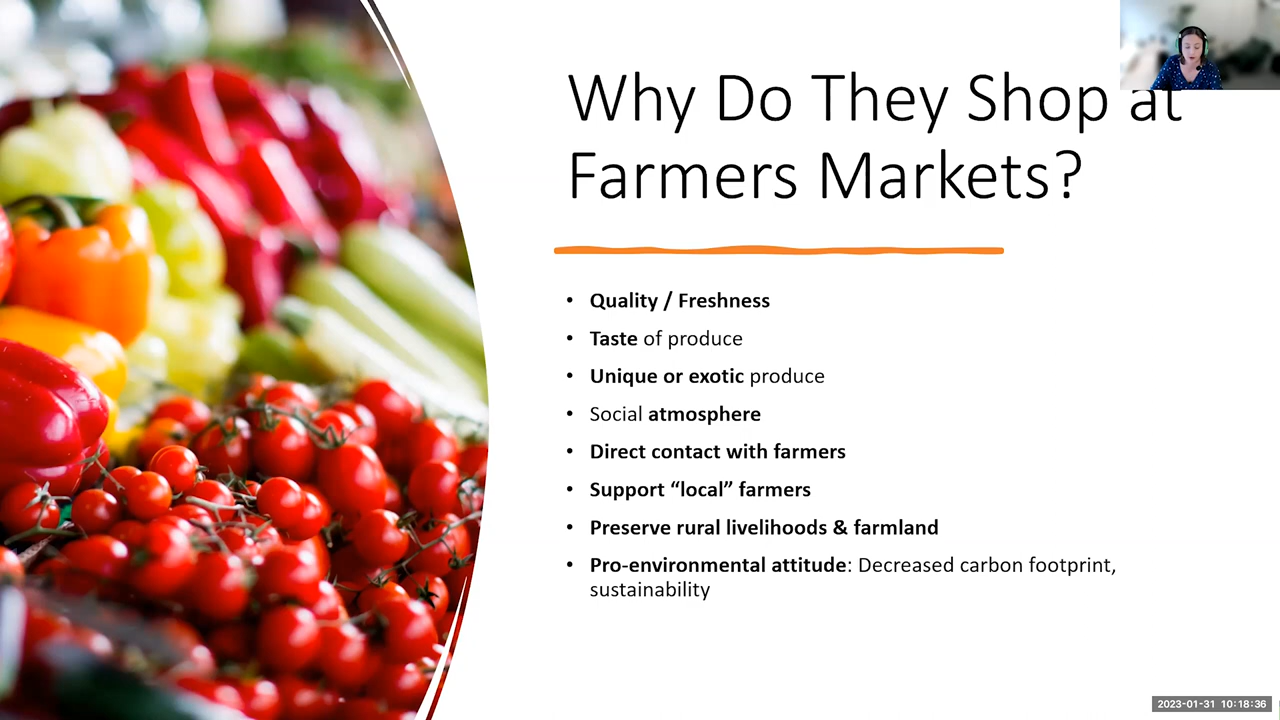 Why Do They Shop at
Farmers Markets?
• Quality / Freshness
• Taste of produce
• Unique or exotic produce
• Social atmosphere
• Direct contact with farmers
• Support “local” farmers
• Preserve rural livelihoods & farmland
• Pro-environmental attitude: Decreased carbon footprint,
sustainability
2023-01-31 10:18:36